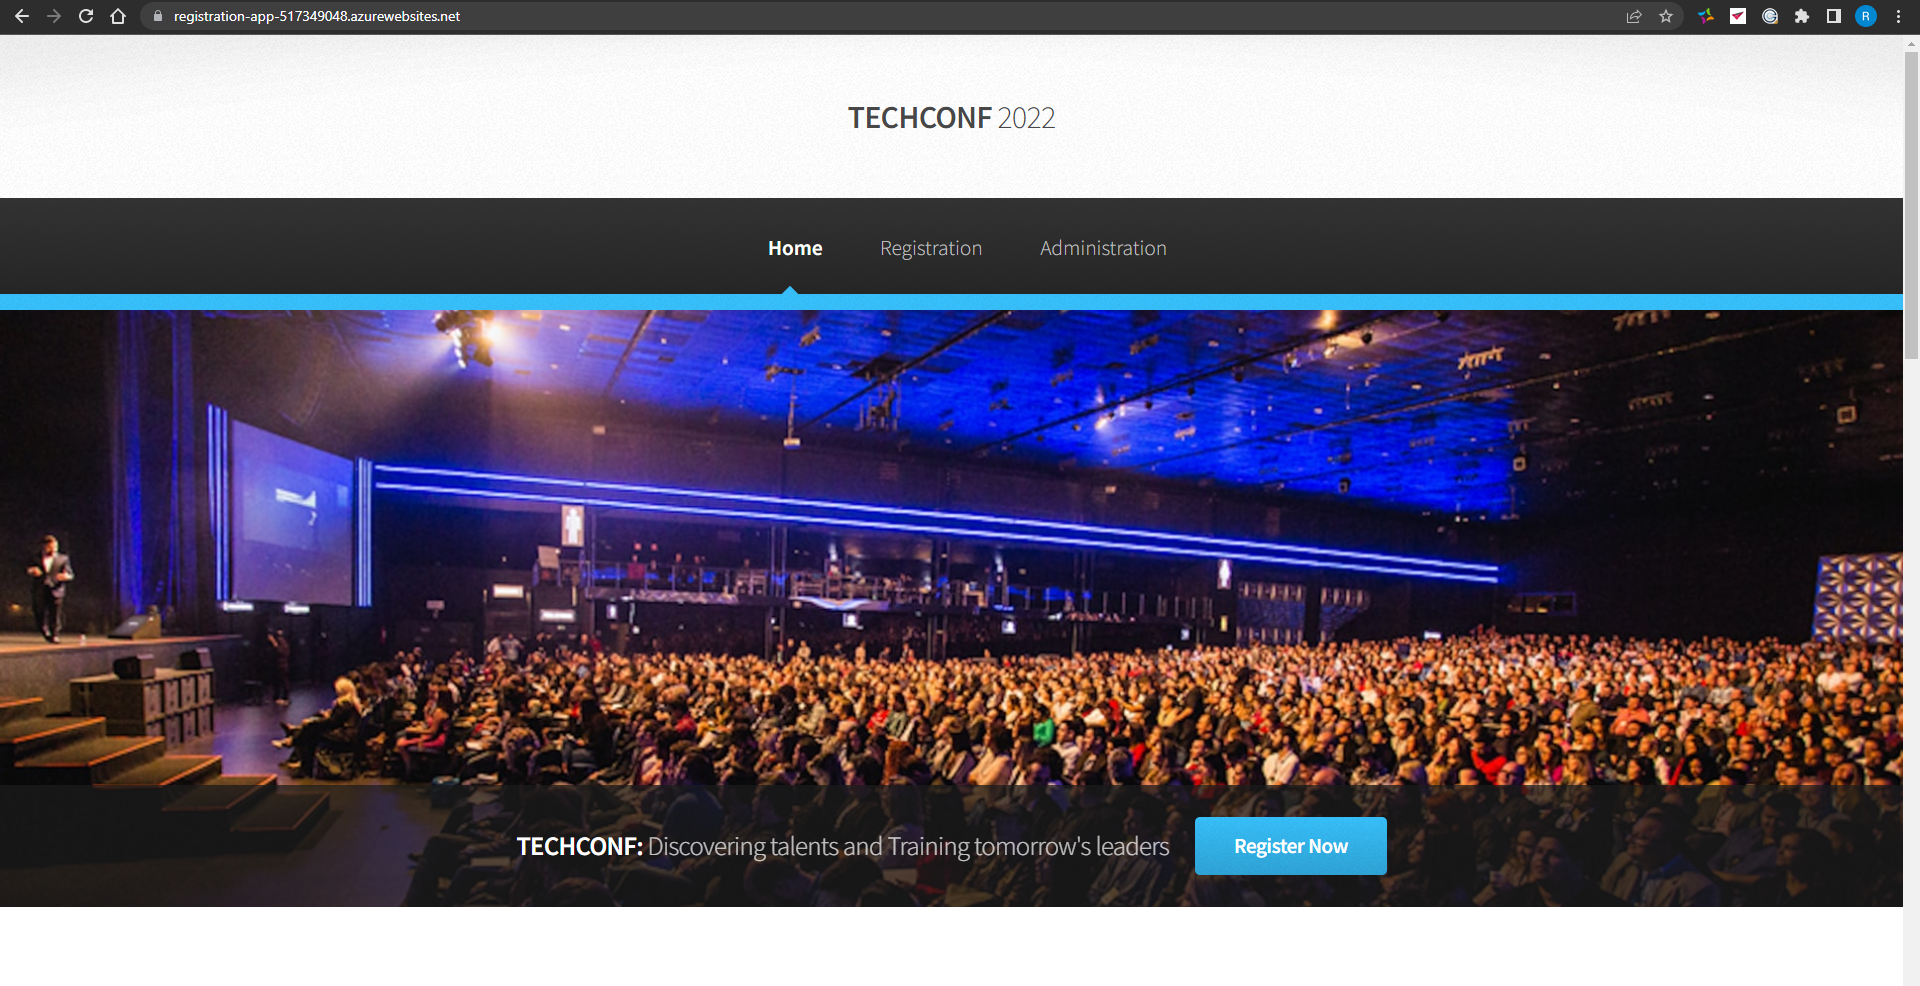 registration-app-517349048.azurewebsites.net
R
TECHCONF 2022
Home Registration Administration
TECHCONF: Discovering talents and Training tomorrow's leaders
Register Now